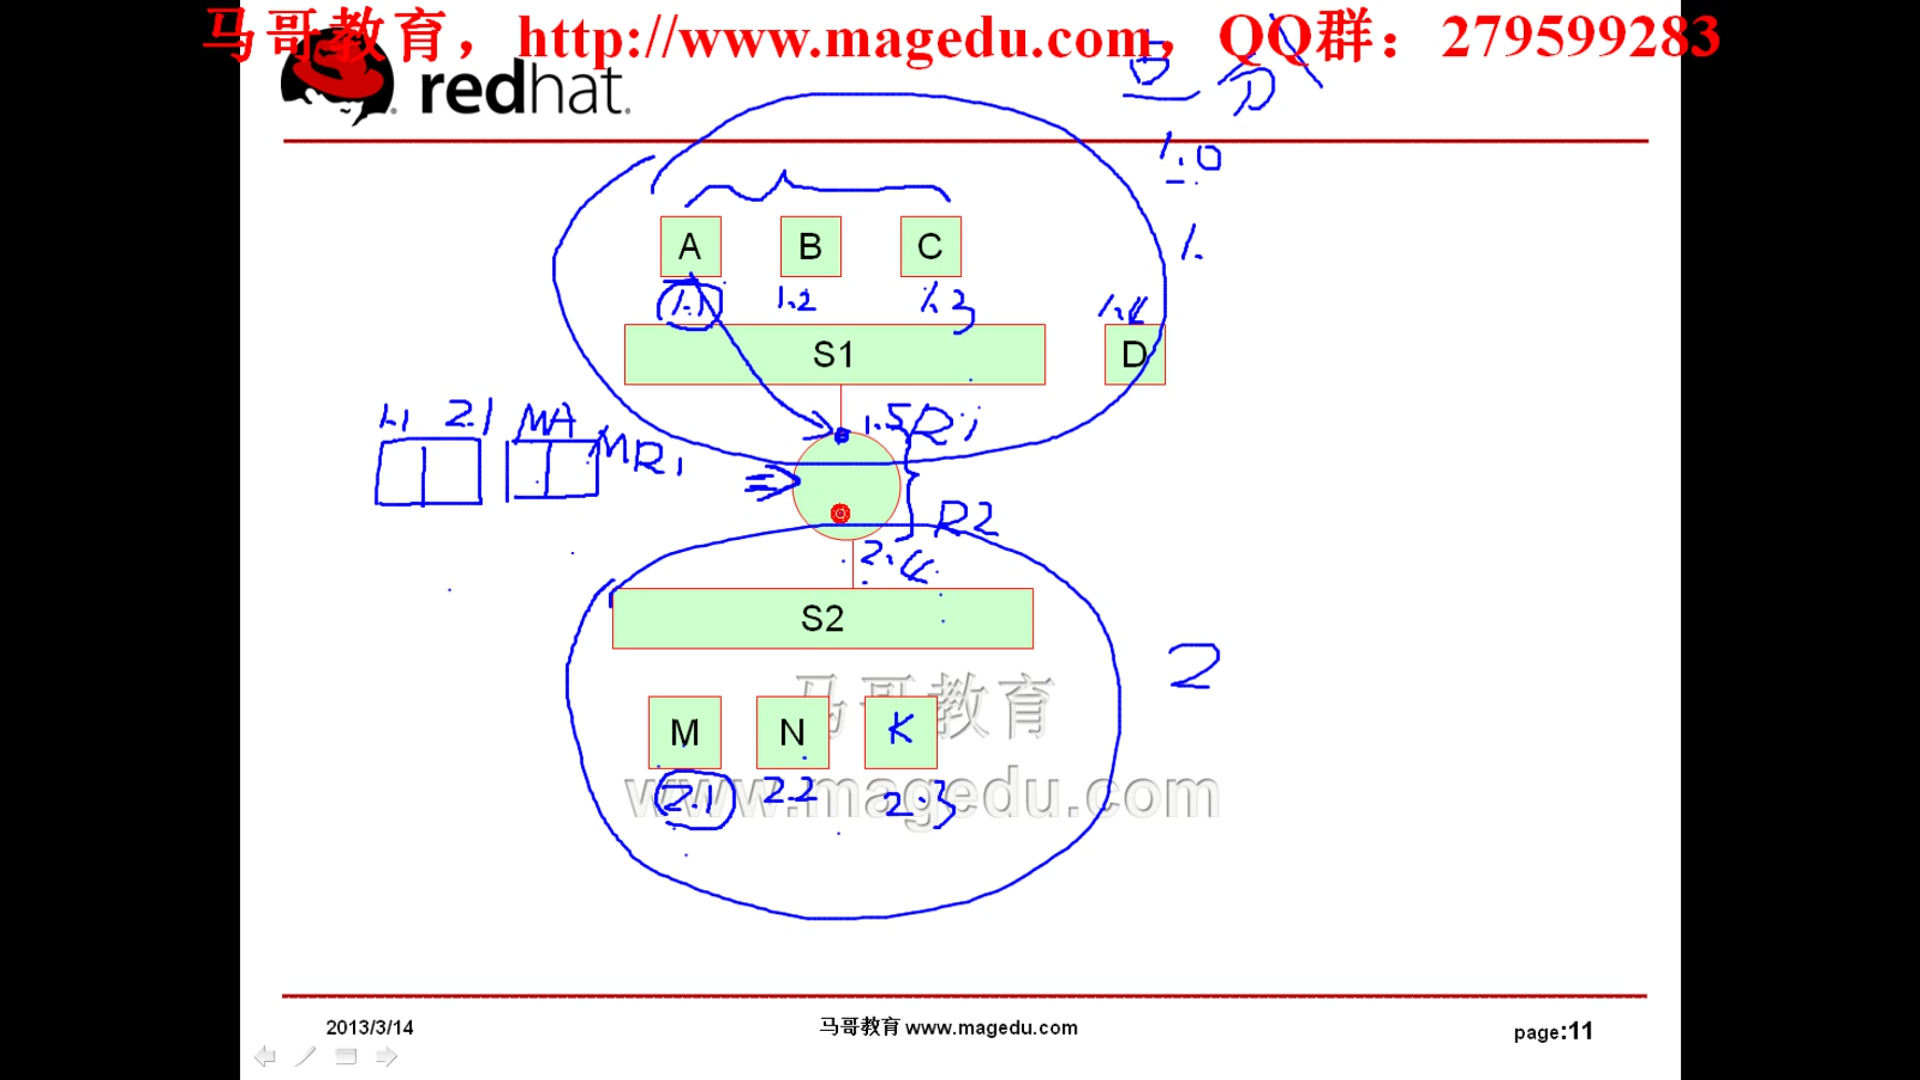 马哥教育，http://www.magedu.com，QQ群：279599283
redhat.
1.0
A B C
1.
1.1 1.2 1.3 1.4
S1 D
1.1 2.1 MA MR1
1.5 R1
R2
2.4
S2
2
马哥教育
M N K
www.magedu.com
2.1 2.2 2.3
2013/3/14 马哥教育 www.magedu.com page:11